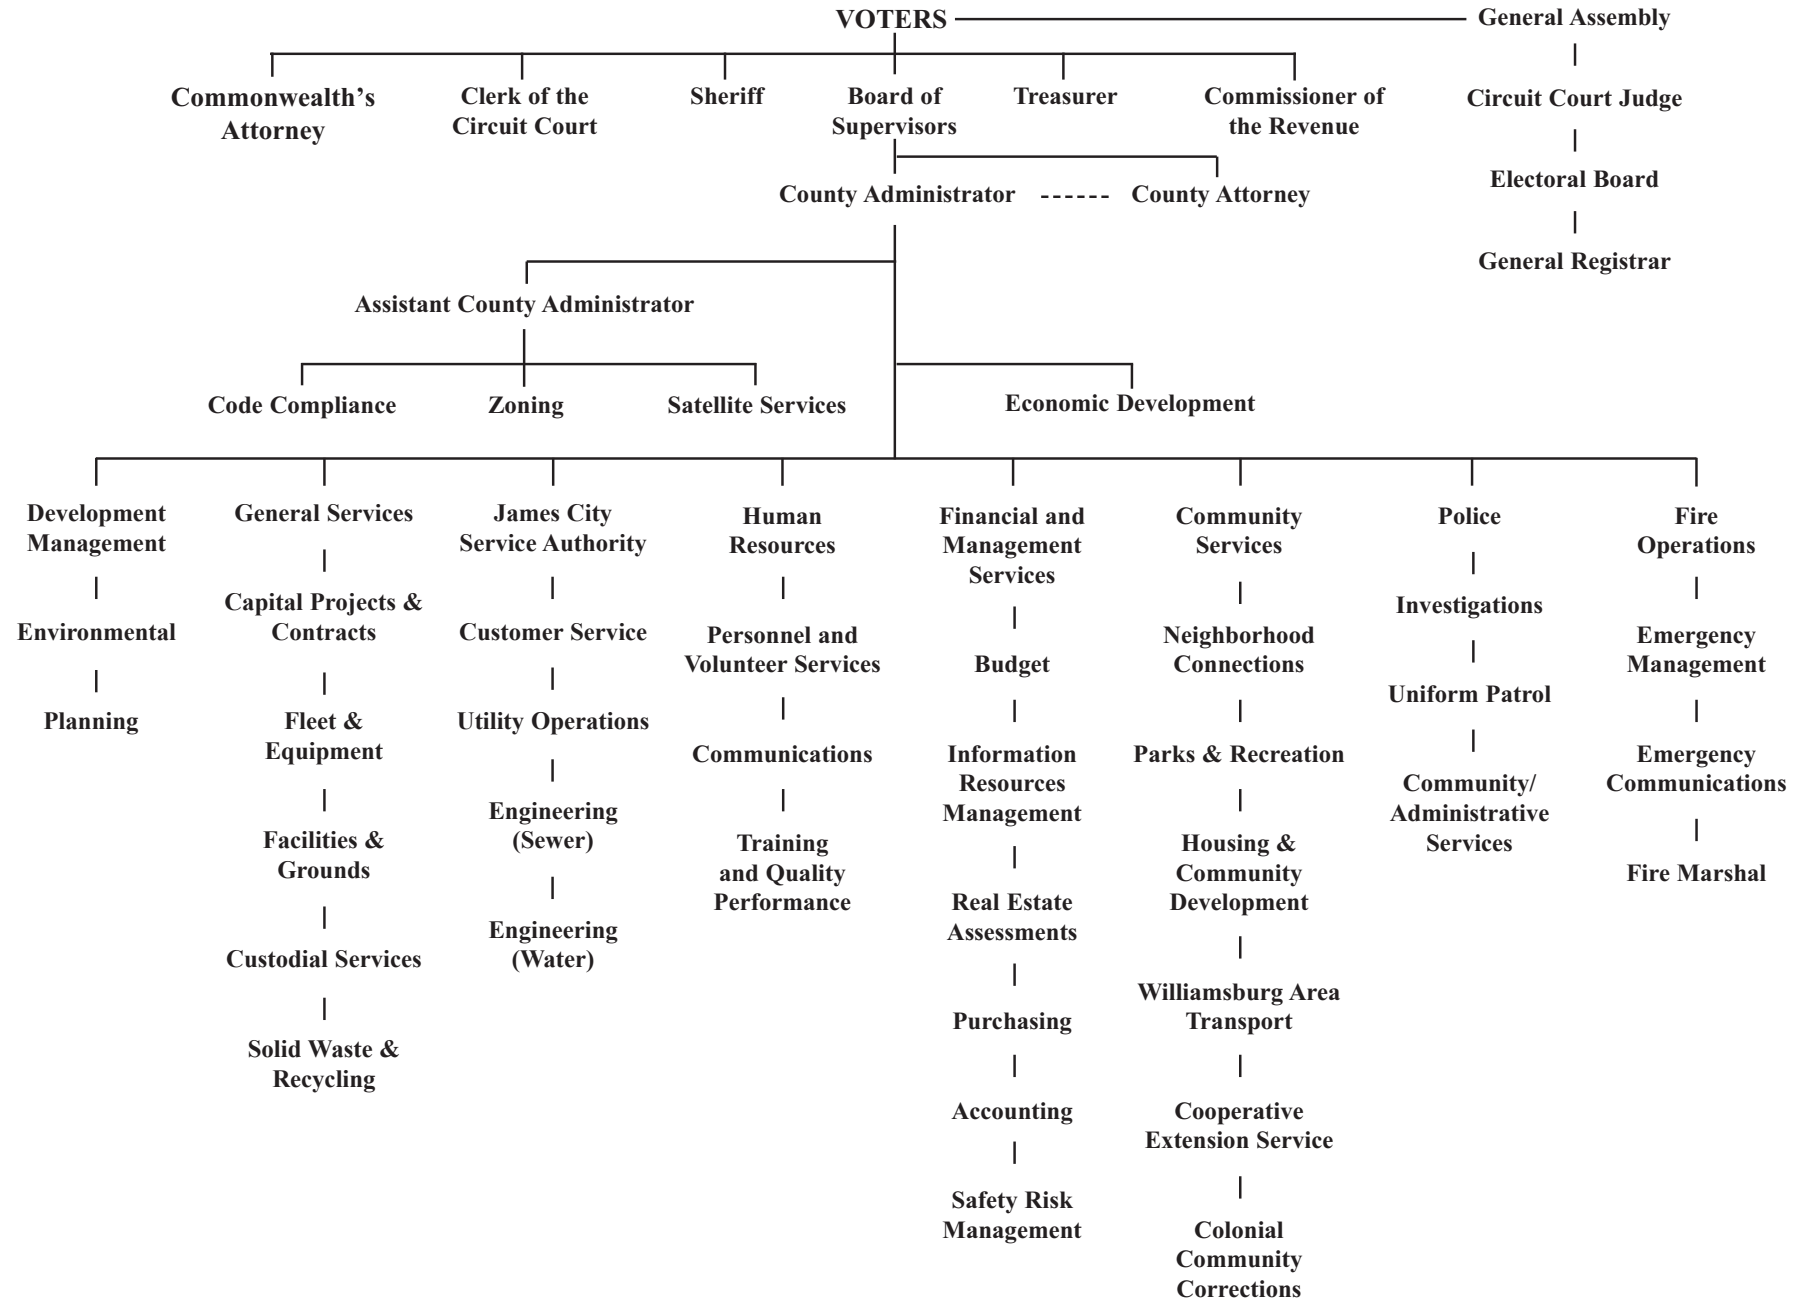 VOTERS
General Assembly
Commonwealth's
Attorney
Clerk of the
Circuit Court
Sheriff
Board of
Supervisors
Treasurer
Commissioner of
the Revenue
Circuit Court Judge
Electoral Board
General Registrar
County Administrator ------ County Attorney
Assistant County Administrator
Code Compliance
Zoning
Satellite Services
Economic Development
Development
Management
Environmental
Planning
General Services
Capital Projects &
Contracts
Fleet &
Equipment
Facilities &
Grounds
Custodial Services
Solid Waste &
Recycling
James City
Service Authority
Customer Service
Utility Operations
Engineering
(Sewer)
Engineering
(Water)
Human
Resources
Personnel and
Volunteer Services
Communications
Training
and Quality
Performance
Financial and
Management
Services
Budget
Information
Resources
Management
Real Estate
Assessments
Purchasing
Accounting
Safety Risk
Management
Community
Services
Neighborhood
Connections
Parks & Recreation
Housing &
Community
Development
Williamsburg Area
Transport
Cooperative
Extension Service
Colonial
Community
Corrections
Police
Investigations
Uniform Patrol
Community/
Administrative
Services
Fire
Operations
Emergency
Management
Emergency
Communications
Fire Marshal